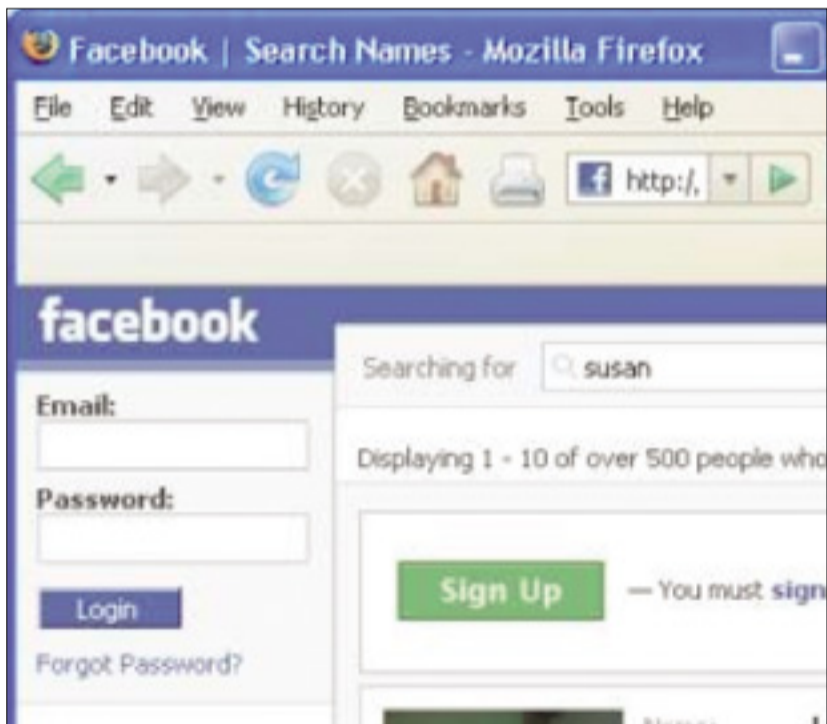 Facebook | Search Names - Mozilla Firefox
File Edit View History Bookmarks Tools Help
http:/,
facebook
Searching for susan
Email:
Displaying 1 - 10 of over 500 people who
Password:
Sign Up — You must sign
Login
Forgot Password?
Name: